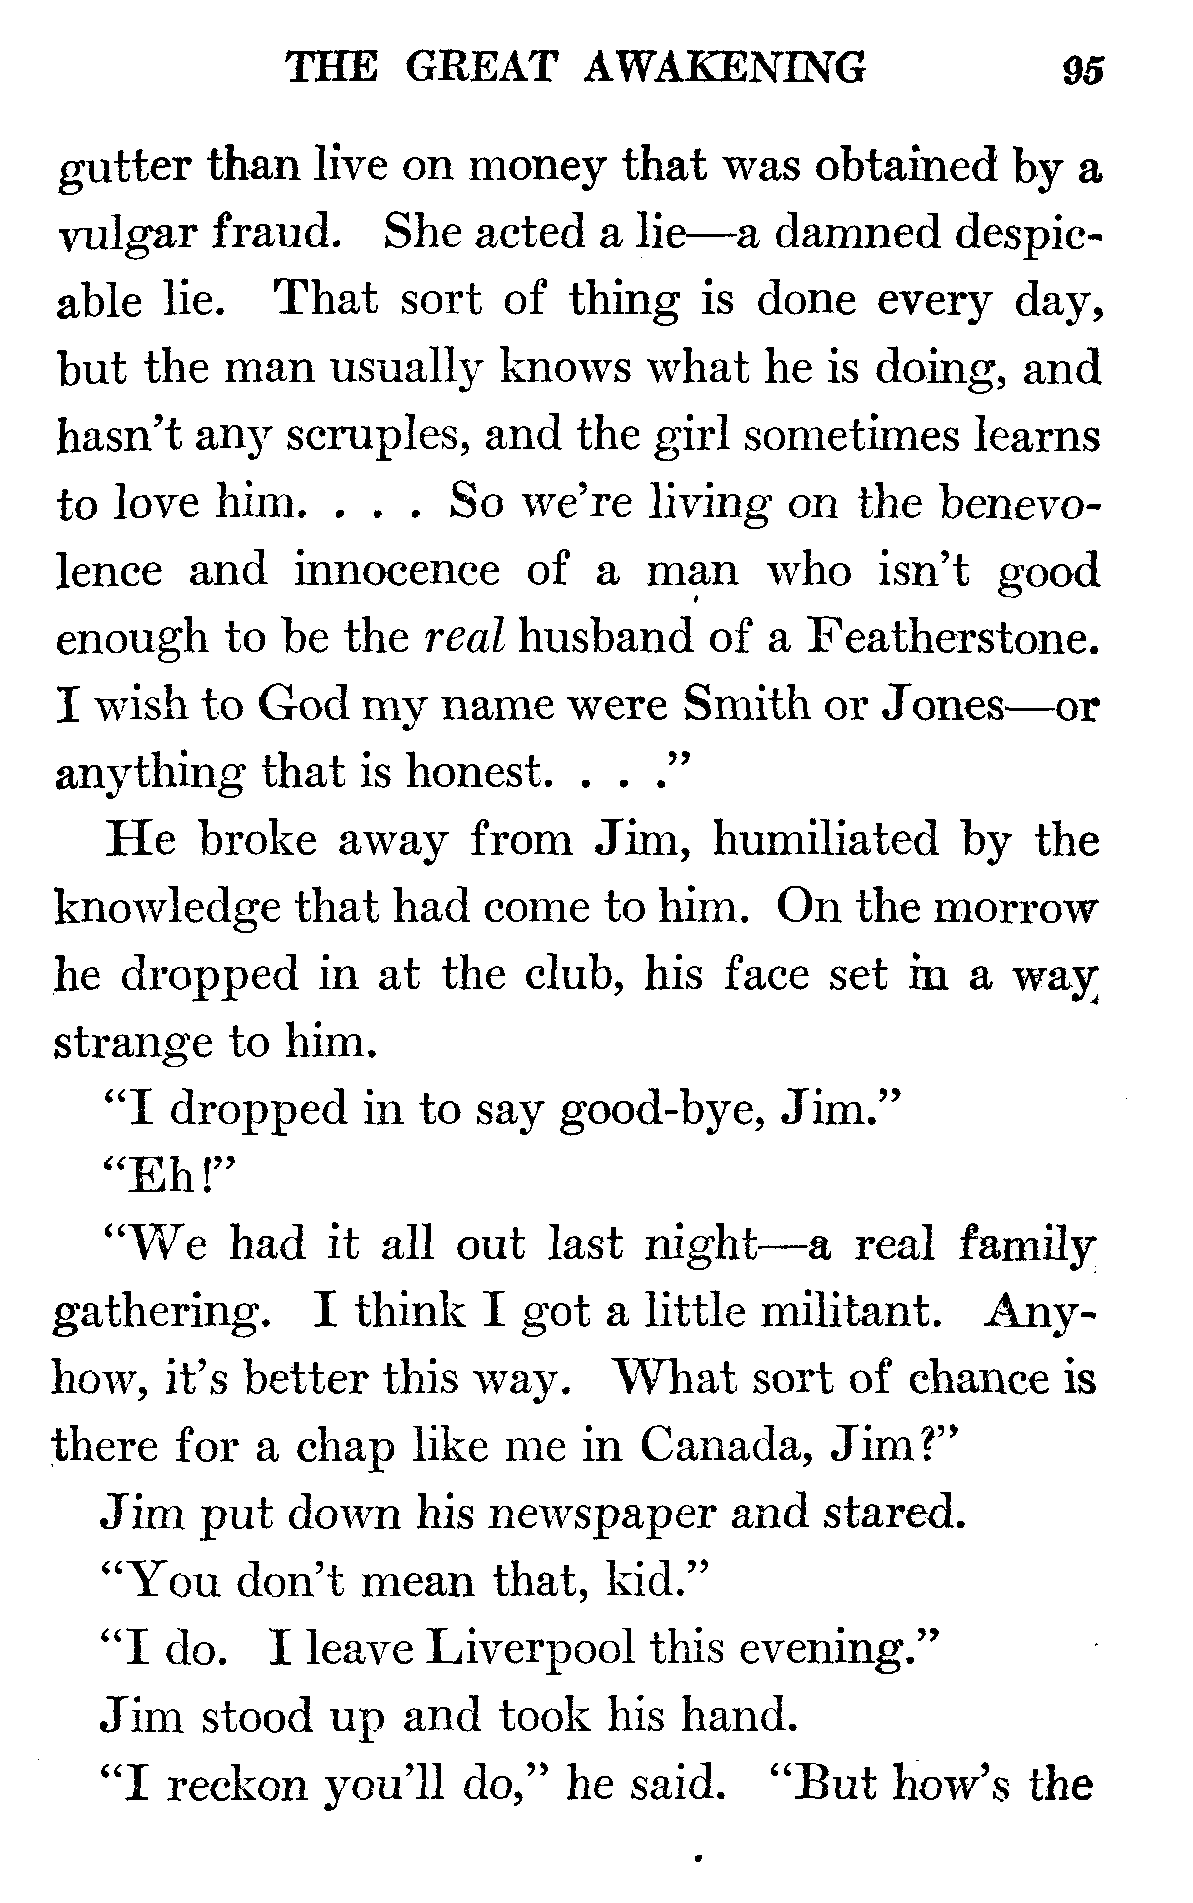 THE GREAT AWAKENING 95
gutter than live on money that was obtained by a
vulgar fraud. She acted a lie—a damned despic-
able lie. That sort of thing is done every day,
but the man usually knows what he is doing, and
hasn't any scruples, and the girl sometimes learns
to love him. . . . So we're living on the benevo-
lence and innocence of a man who isn't good
enough to be the real husband of a Featherstone.
I wish to God my name were Smith or Jones—or
anything that is honest. . . ."
He broke away from Jim, humiliated by the
knowledge that had come to him. On the morrow
he dropped in at the club, his face set in a way
strange to him.
"I dropped in to say good-bye, Jim."
"Eh!"
"We had it all out last night—a real family
gathering. I think I got a little militant. Any-
how, it's better this way. What sort of chance is
there for a chap like me in Canada, Jim?"
Jim put down his newspaper and stared.
"You don't mean that, kid."
"I do. I leave Liverpool this evening."
Jim stood up and took his hand.
"I reckon you'll do," he said. "But how's the